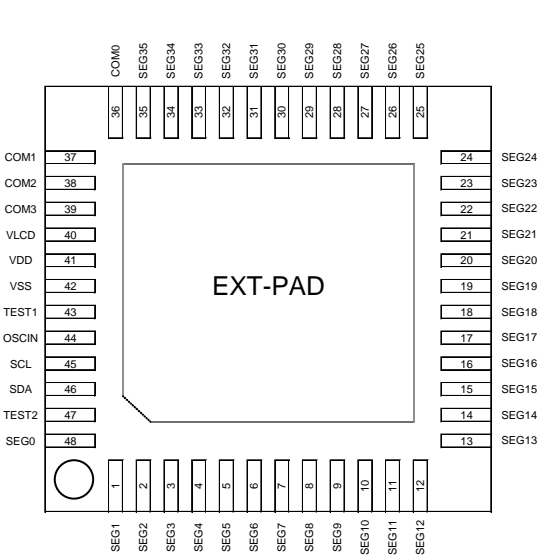 COM0 SEG35 SEG34 SEG33 SEG32 SEG31 SEG30 SEG29 SEG28 SEG27 SEG26 SEG25
36 35 34 33 32 31 30 29 28 27 26 25
COM1 37 24 SEG24
COM2 38 23 SEG23
COM3 39 22 SEG22
VLCD 40 21 SEG21
VDD 41 20 SEG20
VSS 42 EXT-PAD 19 SEG19
TEST1 43 18 SEG18
OSCIN 44 17 SEG17
SCL 45 16 SEG16
SDA 46 15 SEG15
TEST2 47 14 SEG14
SEG0 48 13 SEG13
1 2 3 4 5 6 7 8 9 10 11 12
SEG1 SEG2 SEG3 SEG4 SEG5 SEG6 SEG7 SEG8 SEG9 SEG10 SEG11 SEG12